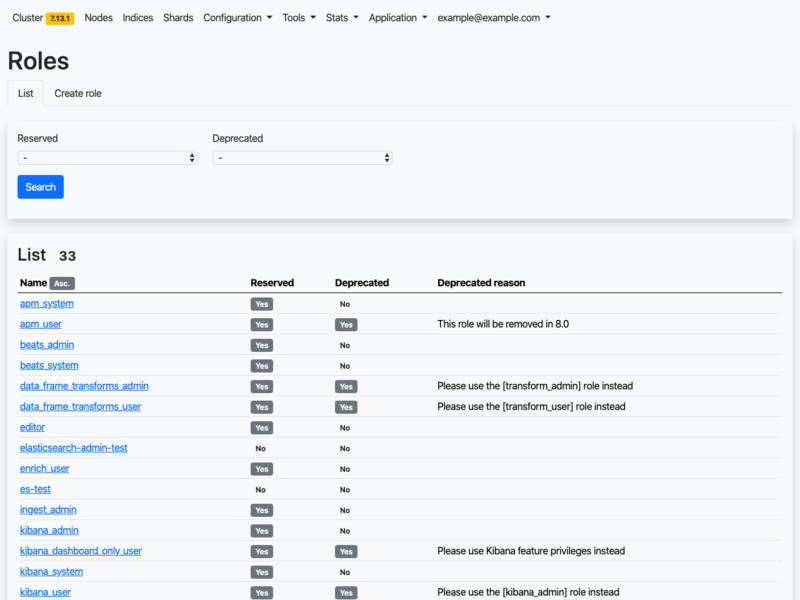 Cluster 7.13.1 Nodes Indices Shards Configuration Tools Stats Application example@example.com
Roles
List Create role
Reserved Deprecated
- -
Search
List 33
Name Asc. Reserved Deprecated Deprecated reason
apm_system Yes No
apm_user Yes Yes This role will be removed in 8.0
beats_admin Yes No
beats_system Yes No
data_frame_transforms_admin Yes Yes Please use the [transform_admin] role instead
data_frame_transforms_user Yes Yes Please use the [transform_user] role instead
editor Yes No
elasticsearch-admin-test No No
enrich_user Yes No
es-test No No
ingest_admin Yes No
kibana_admin Yes No
kibana_dashboard_only_user Yes Yes Please use Kibana feature privileges instead
kibana_system Yes No
kibana_user Yes Yes Please use the [kibana_admin] role instead